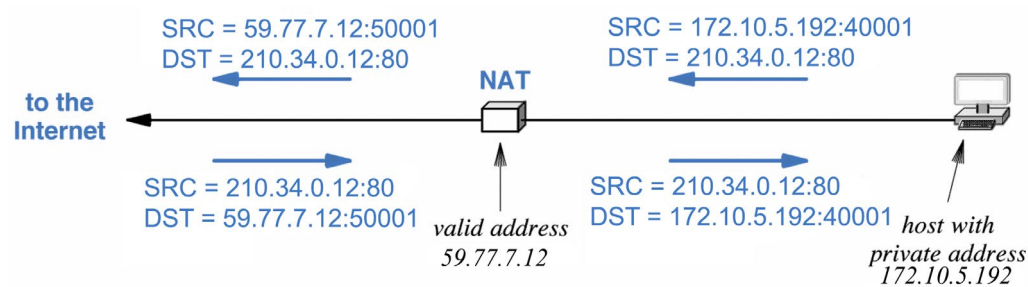 SRC = 59.77.7.12:50001
DST = 210.34.0.12:80
SRC = 172.10.5.192:40001
DST = 210.34.0.12:80
NAT
to the
Internet
SRC = 210.34.0.12:80
DST = 59.77.7.12:50001
SRC = 210.34.0.12:80
DST = 172.10.5.192:40001
valid address
59.77.7.12
host with
private address
172.10.5.192